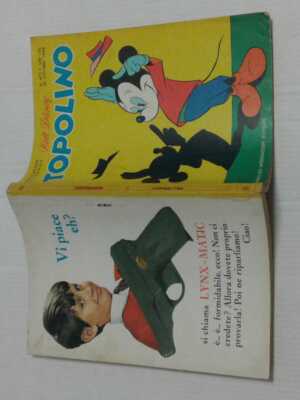 Walt Disney
TOPOLINO
Vi piace
eh?
si chiama LYNX-MATIC
è... è... formidabile, ecco! Non ci
credete? Allora dovete proprio
provarla! Poi ne riparliamo!
Ciao!